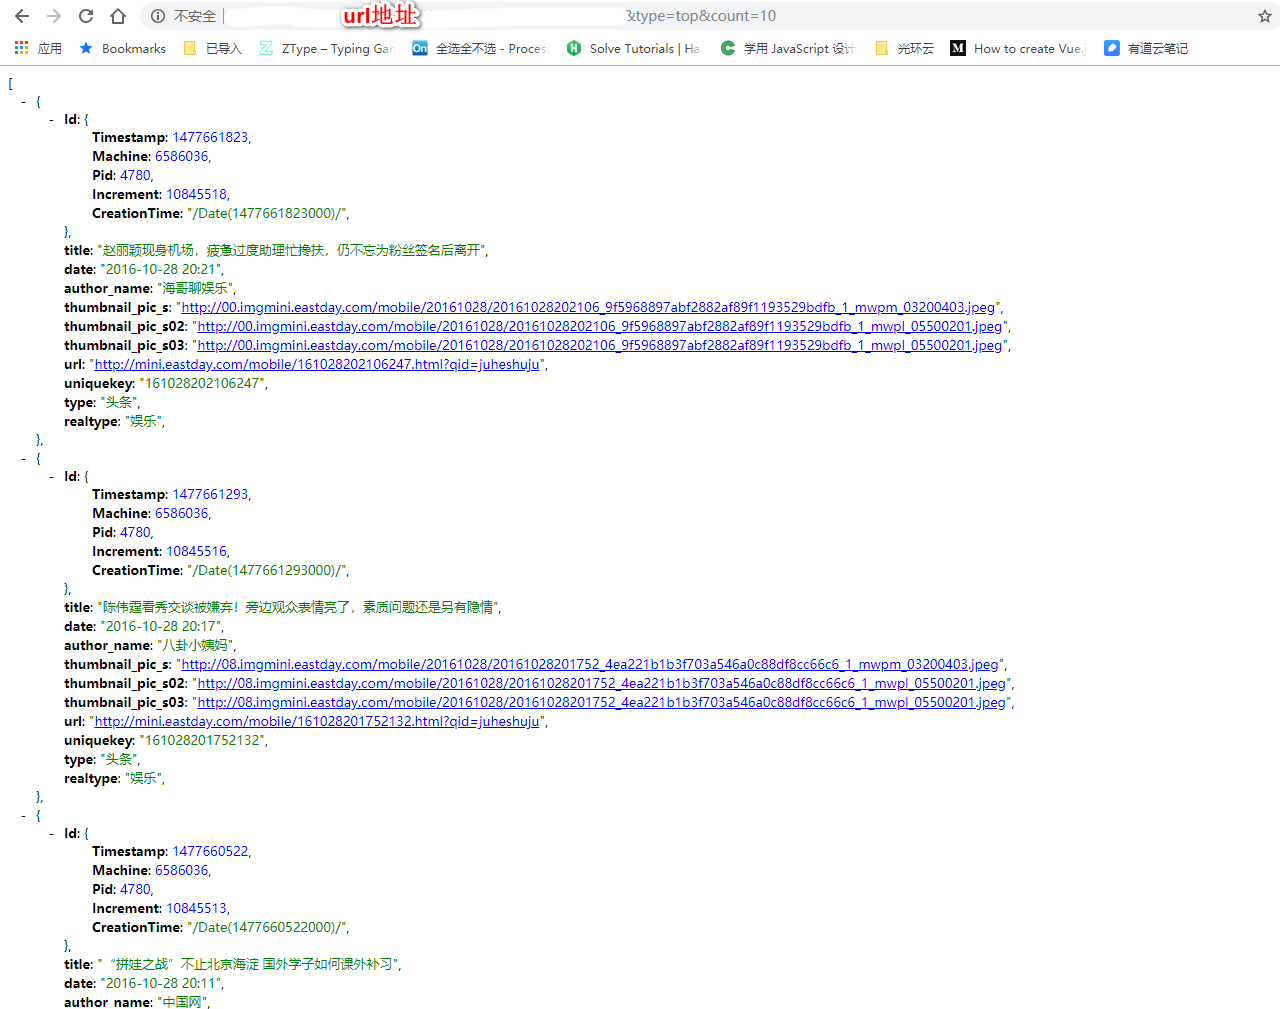 不安全 | url地址 &type=top&count=10
应用 Bookmarks 已导入 ZType – Typing Gar 全选全不选 - Proces Solve Tutorials | Ha 学用 JavaScript 设计 光环云 How to create Vue.j 有道云笔记
[
- {
- Id: {
Timestamp: 1477661823,
Machine: 6586036,
Pid: 4780,
Increment: 10845518,
CreationTime: "/Date(1477661823000)/",
},
title: "赵丽颖现身机场，疲惫过度助理忙搀扶，仍不忘为粉丝签名后离开",
date: "2016-10-28 20:21",
author_name: "海哥聊娱乐",
thumbnail_pic_s: "http://00.imgmini.eastday.com/mobile/20161028/20161028202106_9f5968897abf2882af89f1193529bdfb_1_mwpm_03200403.jpeg",
thumbnail_pic_s02: "http://00.imgmini.eastday.com/mobile/20161028/20161028202106_9f5968897abf2882af89f1193529bdfb_1_mwpl_05500201.jpeg",
thumbnail_pic_s03: "http://00.imgmini.eastday.com/mobile/20161028/20161028202106_9f5968897abf2882af89f1193529bdfb_1_mwpl_05500201.jpeg",
url: "http://mini.eastday.com/mobile/161028202106247.html?qid=juheshuju",
uniquekey: "161028202106247",
type: "头条",
realtype: "娱乐",
},
- {
- Id: {
Timestamp: 1477661293,
Machine: 6586036,
Pid: 4780,
Increment: 10845516,
CreationTime: "/Date(1477661293000)/",
},
title: "陈伟霆看秀交谈被嫌弃！旁边观众表情亮了，素质问题还是另有隐情",
date: "2016-10-28 20:17",
author_name: "八卦小姨妈",
thumbnail_pic_s: "http://08.imgmini.eastday.com/mobile/20161028/20161028201752_4ea221b1b3f703a546a0c88df8cc66c6_1_mwpm_03200403.jpeg",
thumbnail_pic_s02: "http://08.imgmini.eastday.com/mobile/20161028/20161028201752_4ea221b1b3f703a546a0c88df8cc66c6_1_mwpl_05500201.jpeg",
thumbnail_pic_s03: "http://08.imgmini.eastday.com/mobile/20161028/20161028201752_4ea221b1b3f703a546a0c88df8cc66c6_1_mwpl_05500201.jpeg",
url: "http://mini.eastday.com/mobile/161028201752132.html?qid=juheshuju",
uniquekey: "161028201752132",
type: "头条",
realtype: "娱乐",
},
- {
- Id: {
Timestamp: 1477660522,
Machine: 6586036,
Pid: 4780,
Increment: 10845513,
CreationTime: "/Date(1477660522000)/",
},
title: "“拼娃之战”不止北京海淀 国外学子如何课外补习",
date: "2016-10-28 20:11",
author_name: "中国网",